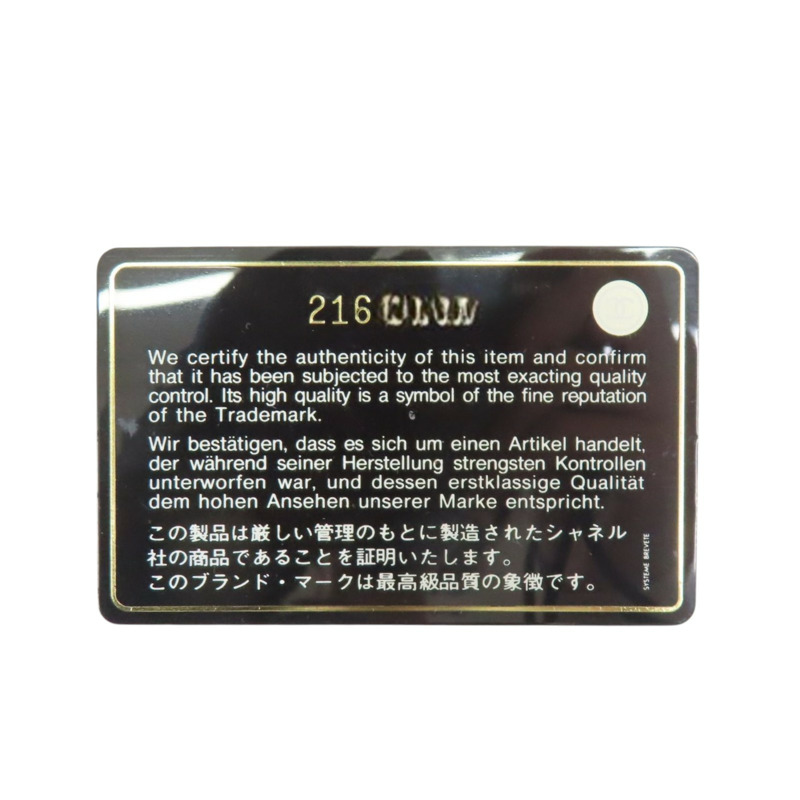 216
We certify the authenticity of this item and confirm
that it has been subjected to the most exacting quality
control. Its high quality is a symbol of the fine reputation
of the Trademark.
Wir bestätigen, dass es sich um einen Artikel handelt,
der während seiner Herstellung strengsten Kontrollen
unterworfen war, und dessen erstklassige Qualität
dem hohen Ansehen unserer Marke entspricht.
この製品は厳しい管理のもとに製造されたシャネル
社の商品であることを証明いたします。
このブランド・マークは最高級品質の象徴です。
SYSTEME BREVETE